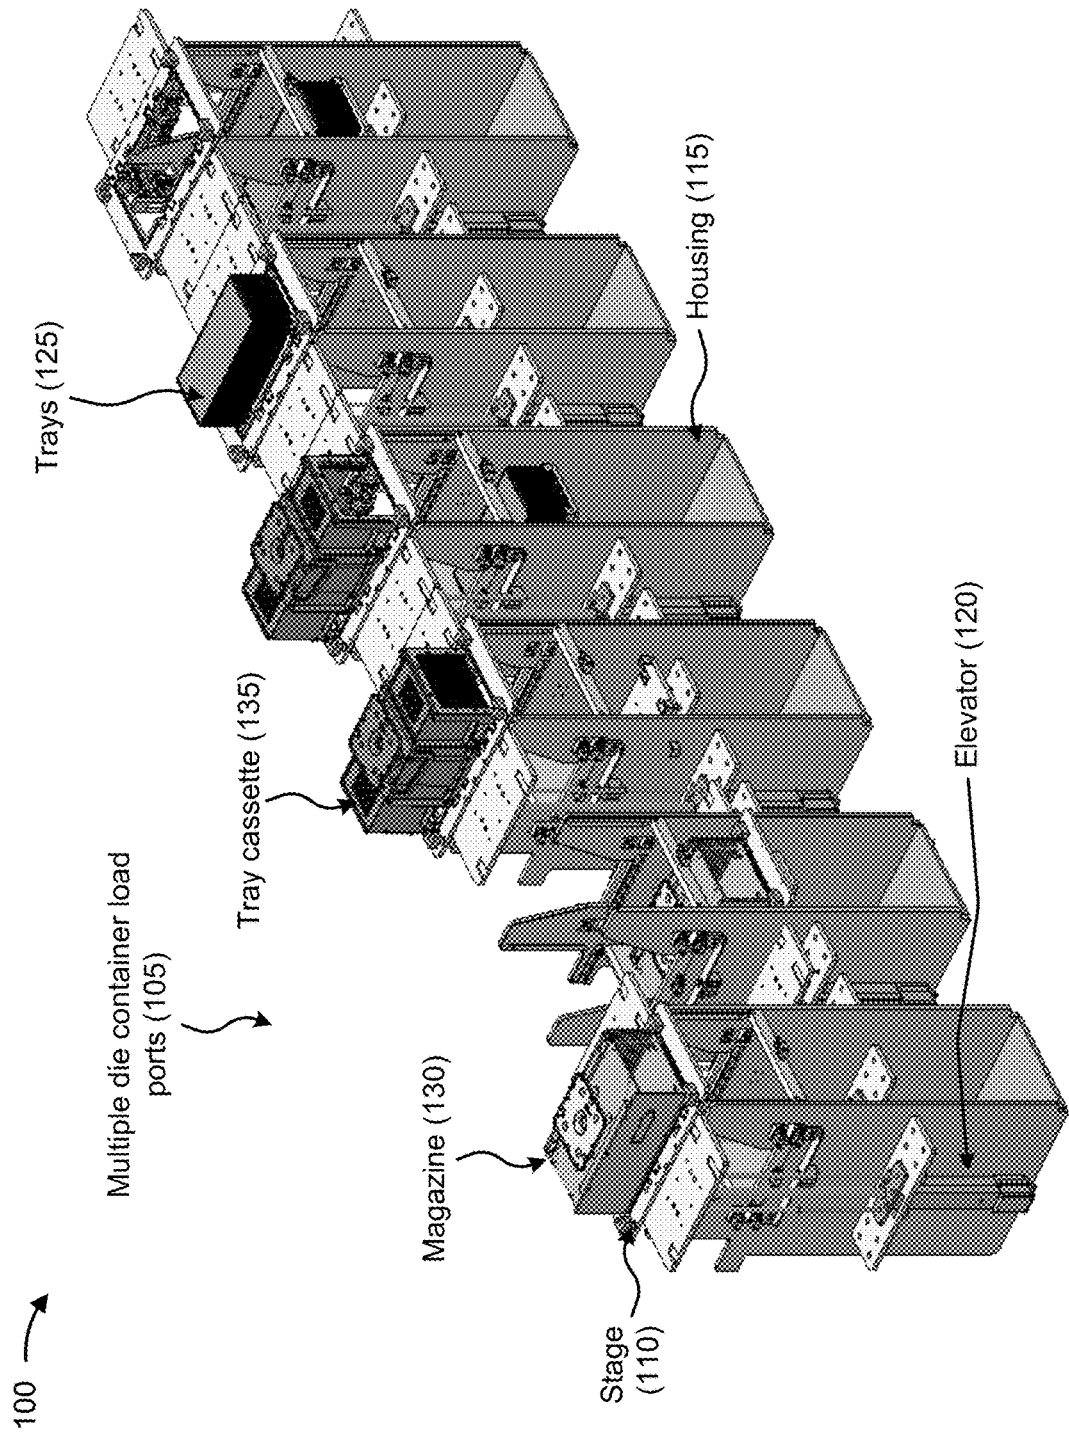 100
Multiple die container load
ports (105)
Trays (125)
Tray cassette (135)
Magazine (130)
Stage
(110)
Housing (115)
Elevator (120)